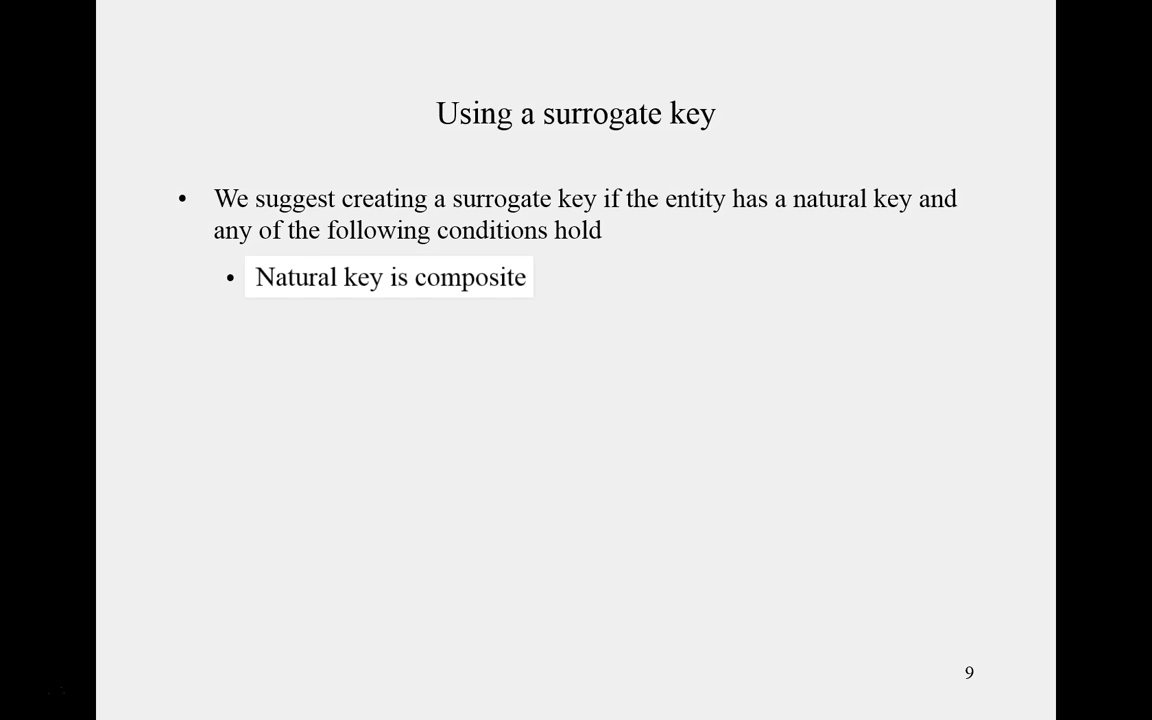 Using a surrogate key
• We suggest creating a surrogate key if the entity has a natural key and
any of the following conditions hold
• Natural key is composite
9